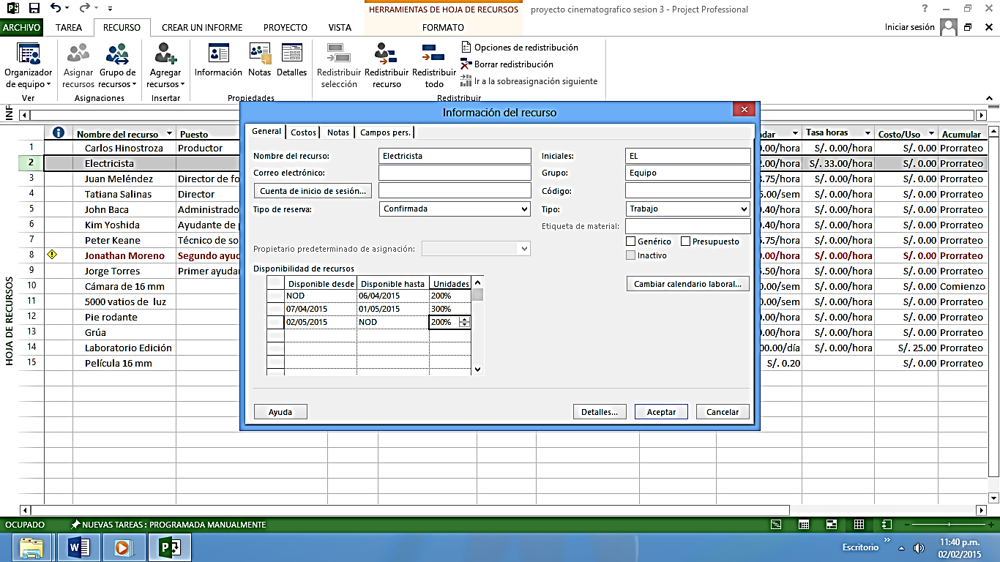 HERRAMIENTAS DE HOJA DE RECURSOS proyecto cinematografico sesion 3 - Project Professional
ARCHIVO TAREA RECURSO CREAR UN INFORME PROYECTO VISTA FORMATO Iniciar sesión
Organizador de equipo
Asignar recursos
Grupo de recursos
Agregar recursos
Información Notas Detalles
Redistribuir selección
Redistribuir recurso
Redistribuir todo
Opciones de redistribución
Borrar redistribución
Ir a la sobreasignación siguiente
Ver Asignaciones Insertar Propiedades Redistribuir
Información del recurso
General Costos Notas Campos pers.
Nombre del recurso: Electricista Iniciales: EL
Correo electrónico: Grupo: Equipo
Cuenta de inicio de sesión... Código:
Tipo de reserva: Confirmada Tipo: Trabajo
Etiqueta de material:
Genérico Presupuesto
Propietario predeterminado de asignación: Inactivo
Disponibilidad de recursos
Cambiar calendario laboral...
Disponible desde Disponible hasta Unidades
NOD 06/04/2015 200%
07/04/2015 01/05/2015 300%
02/05/2015 NOD 200%
Ayuda Detalles... Aceptar Cancelar
Nombre del recurso Puesto Tasa horas Costo/Uso Acumular
1 Carlos Hinostroza Productor 0.00/hora S/. 0.00/hora S/. 0.00 Prorrateo
2 Electricista 2.00/hora S/. 33.00/hora S/. 0.00 Prorrateo
3 Juan Meléndez Director de fo 3.75/hora S/. 0.00/hora S/. 0.00 Prorrateo
4 Tatiana Salinas Director 5.00/sem S/. 0.00/hora S/. 0.00 Prorrateo
5 John Baca Administrado 0.40/hora S/. 0.00/hora S/. 0.00 Prorrateo
6 Kim Yoshida Ayudante de p 0.40/hora S/. 0.00/hora S/. 0.00 Prorrateo
7 Peter Keane Técnico de so 5.75/hora S/. 0.00/hora S/. 0.00 Prorrateo
8 Jonathan Moreno Segundo ayud 0.00/hora S/. 0.00/hora S/. 0.00 Prorrateo
9 Jorge Torres Primer ayudan 5.50/hora S/. 0.00/hora S/. 0.00 Prorrateo
10 Cámara de 16 mm 0.00/sem S/. 0.00/hora S/. 0.00 Comienzo
11 5000 vatios de luz 0.00/sem S/. 0.00/hora S/. 0.00 Prorrateo
12 Pie rodante 0.00/hora S/. 0.00/hora S/. 0.00 Prorrateo
13 Grúa 0.00/hora S/. 0.00/hora S/. 0.00 Prorrateo
14 Laboratorio Edición 00.00/día S/. 0.00/hora S/. 25.00 Prorrateo
15 Película 16 mm S/. 0.20 S/. 0.00 Prorrateo
HOJA DE RECURSOS
OCUPADO NUEVAS TAREAS : PROGRAMADA MANUALMENTE
Escritorio 11:40 p.m.
02/02/2015